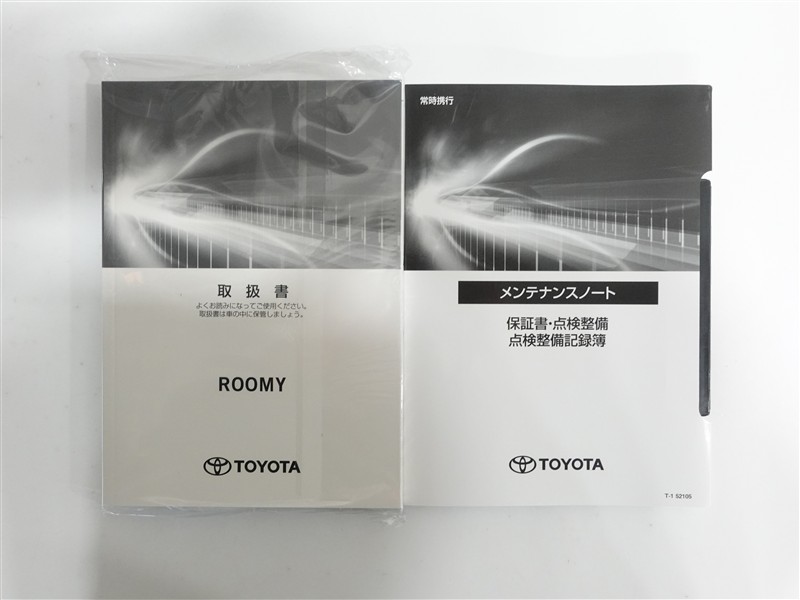 取扱書
よくお読みになってご使用ください。
取扱書は車の中に保管しましょう。
ROOMY
TOYOTA
常時携行
メンテナンスノート
保証書・点検整備
点検整備記録簿
TOYOTA
T-1 52105